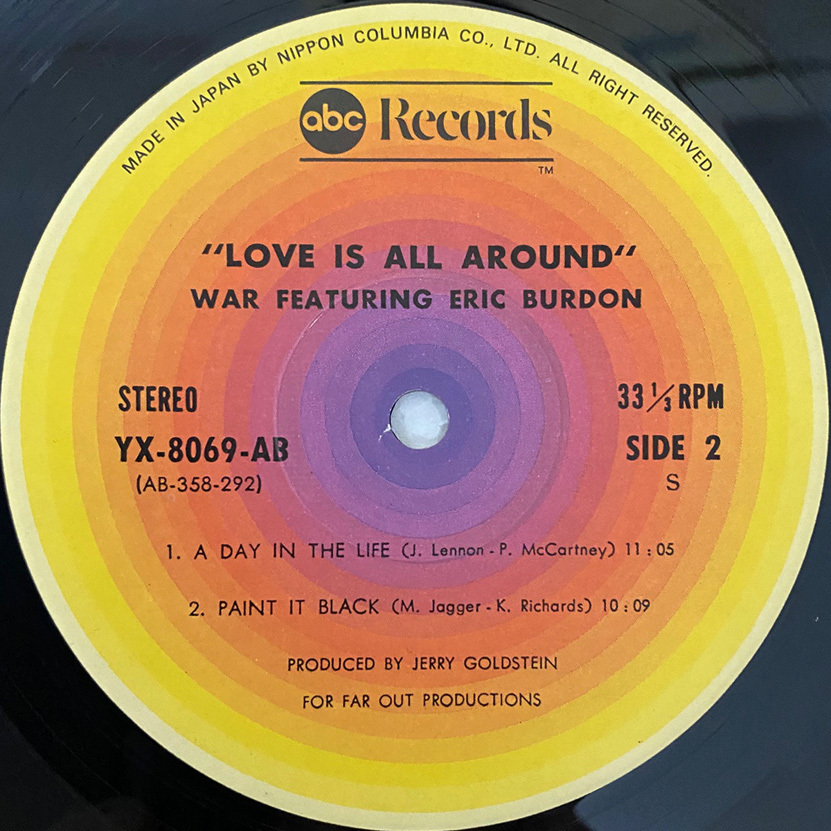 MADE IN JAPAN BY NIPPON COLUMBIA CO., LTD. ALL RIGHT RESERVED.
abc Records
TM
“LOVE IS ALL AROUND“
WAR FEATURING ERIC BURDON
STEREO
33 1/3 RPM
YX-8069-AB
SIDE 2
(AB-358-292)
S
1. A DAY IN THE LIFE (J. Lennon - P. McCartney) 11 : 05
2. PAINT IT BLACK (M. Jagger - K. Richards) 10 : 09
PRODUCED BY JERRY GOLDSTEIN
FOR FAR OUT PRODUCTIONS